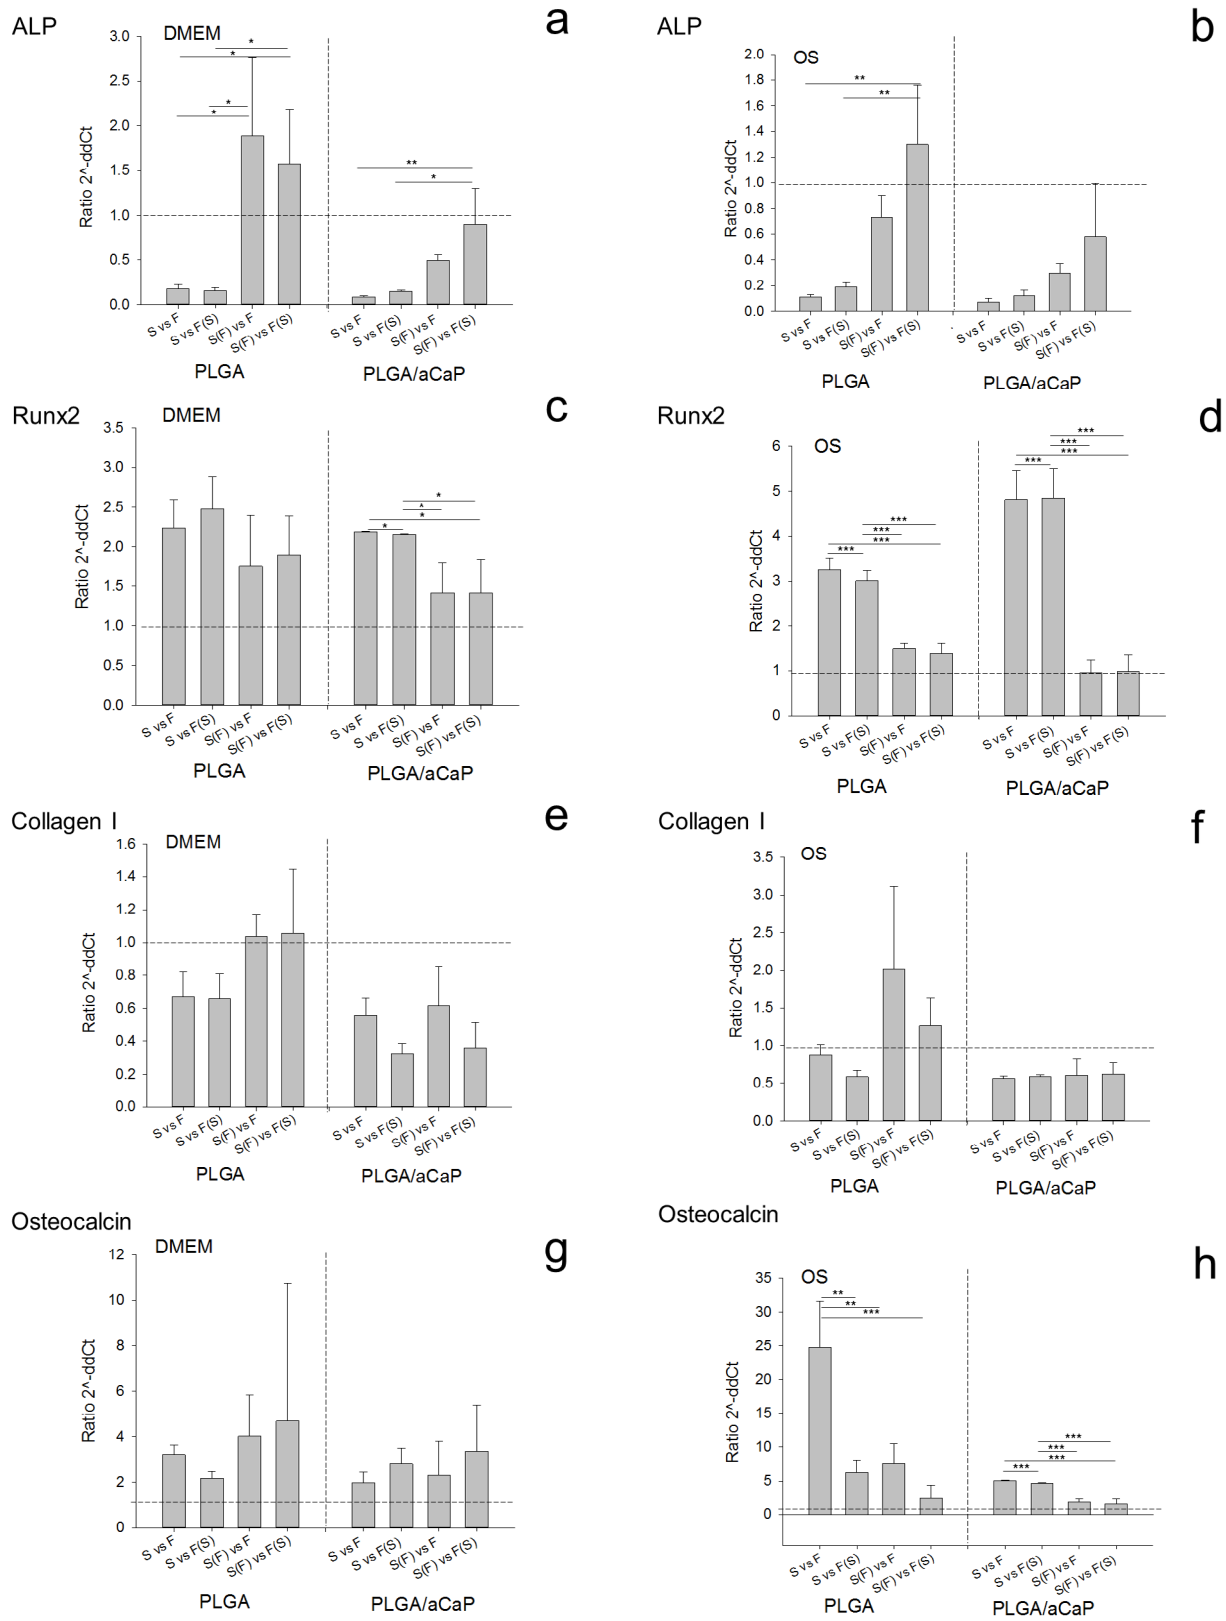 ALP
DMEM
a
3.0
2.5
2.0
1.5
1.0
0.5
0.0
Ratio 2^-ddCt
*
*
*
*
**
*
S vs F
S vs F(S)
S(F) vs F
S(F) vs F(S)
S vs F
S vs F(S)
S(F) vs F
S(F) vs F(S)
PLGA
PLGA/aCaP
ALP
OS
b
2.0
1.8
1.6
1.4
1.2
1.0
0.8
0.6
0.4
0.2
0.0
Ratio 2^-ddCt
**
**
S vs F
S vs F(S)
S(F) vs F
S(F) vs F(S)
S vs F
S vs F(S)
S(F) vs F
S(F) vs F(S)
PLGA
PLGA/aCaP
Runx2
DMEM
c
3.5
3.0
2.5
2.0
1.5
1.0
0.5
0.0
Ratio 2^-ddCt
*
*
*
*
S vs F
S vs F(S)
S(F) vs F
S(F) vs F(S)
S vs F
S vs F(S)
S(F) vs F
S(F) vs F(S)
PLGA
PLGA/aCaP
Runx2
OS
d
6
5
4
3
2
1
0
Ratio 2^-ddCt
***
***
***
***
***
***
***
***
S vs F
S vs F(S)
S(F) vs F
S(F) vs F(S)
S vs F
S vs F(S)
S(F) vs F
S(F) vs F(S)
PLGA
PLGA/aCaP
Collagen I
DMEM
e
1.6
1.4
1.2
1.0
0.8
0.6
0.4
0.2
0.0
Ratio 2^-ddCt
S vs F
S vs F(S)
S(F) vs F
S(F) vs F(S)
S vs F
S vs F(S)
S(F) vs F
S(F) vs F(S)
PLGA
PLGA/aCaP
Collagen I
OS
f
3.5
3.0
2.5
2.0
1.5
1.0
0.5
0.0
Ratio 2^-ddCt
S vs F
S vs F(S)
S(F) vs F
S(F) vs F(S)
S vs F
S vs F(S)
S(F) vs F
S(F) vs F(S)
PLGA
PLGA/aCaP
Osteocalcin
DMEM
g
12
10
8
6
4
2
0
Ratio 2^-ddCt
S vs F
S vs F(S)
S(F) vs F
S(F) vs F(S)
S vs F
S vs F(S)
S(F) vs F
S(F) vs F(S)
PLGA
PLGA/aCaP
Osteocalcin
OS
h
35
30
25
20
15
10
5
0
Ratio 2^-ddCt
**
**
***
***
***
***
***
S vs F
S vs F(S)
S(F) vs F
S(F) vs F(S)
S vs F
S vs F(S)
S(F) vs F
S(F) vs F(S)
PLGA
PLGA/aCaP